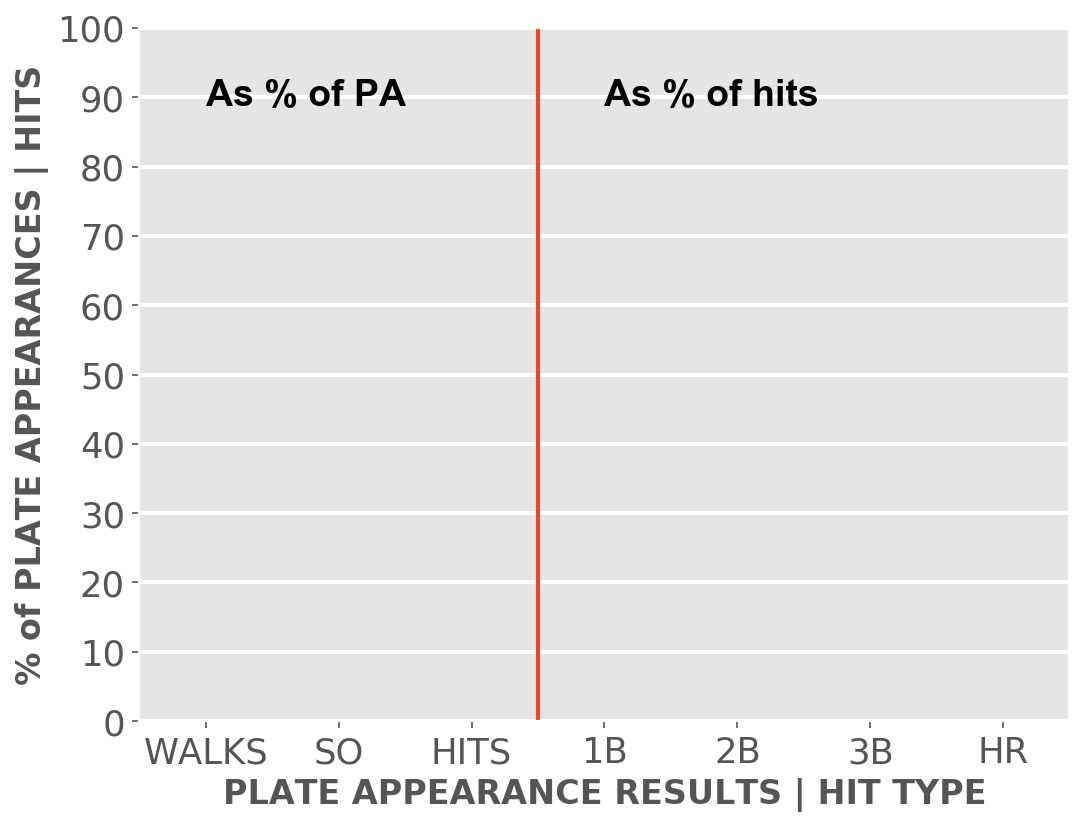 % of PLATE APPEARANCES | HITS
100
90
80
70
60
50
40
30
20
10
0
As % of PA
As % of hits
WALKS SO HITS 1B 2B 3B HR
PLATE APPEARANCE RESULTS | HIT TYPE